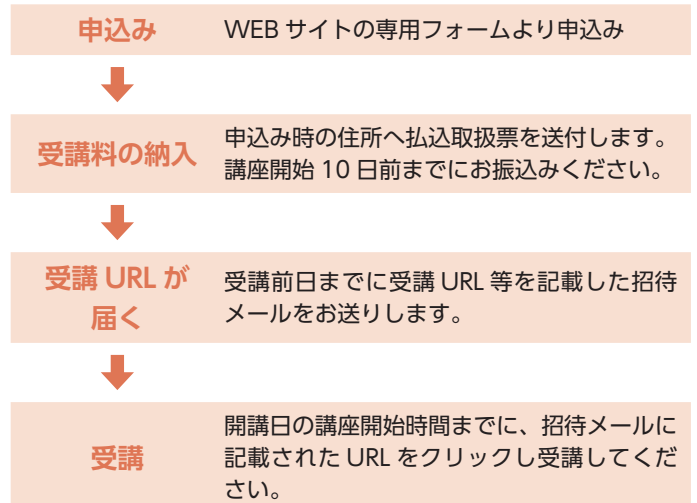 申込み
WEB サイトの専用フォームより申込み
受講料の納入
申込み時の住所へ払込取扱票を送付します。
講座開始 10 日前までにお振込みください。
受講 URL が
届く
受講前日までに受講 URL 等を記載した招待
メールをお送りします。
受講
開講日の講座開始時間までに、招待メールに
記載された URL をクリックし受講してくだ
さい。